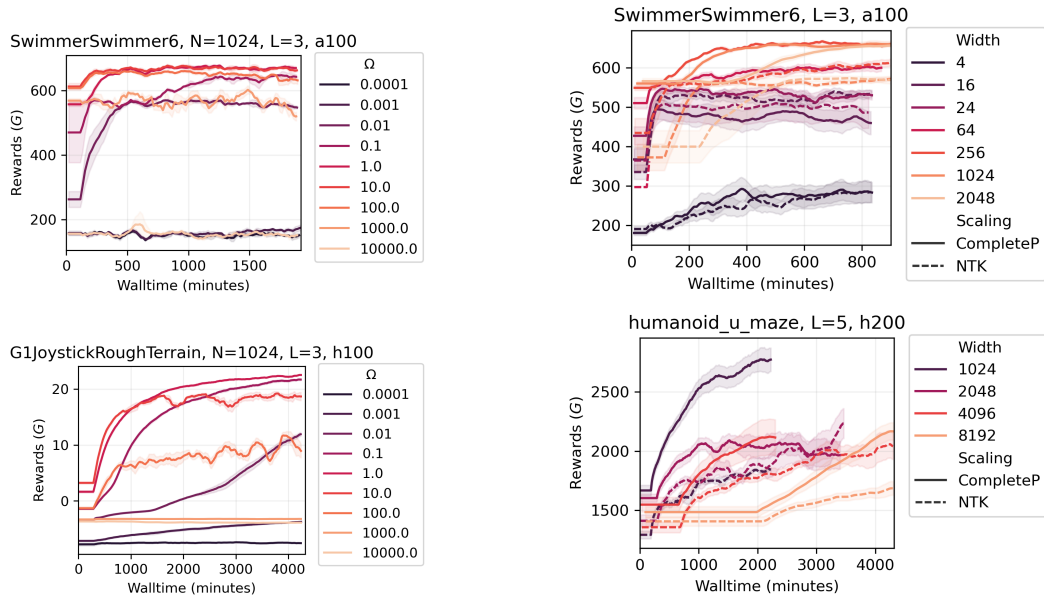 SwimmerSwimmer6, N=1024, L=3, a100
Rewards (G)
600
400
200
0
500
1000
1500
Walltime (minutes)
Ω
0.0001
0.001
0.01
0.1
1.0
10.0
100.0
1000.0
10000.0
SwimmerSwimmer6, L=3, a100
Rewards (G)
600
500
400
300
200
0
200
400
600
800
Walltime (minutes)
Width
4
16
24
64
256
1024
2048
Scaling
CompleteP
NTK
G1JoystickRoughTerrain, N=1024, L=3, h100
Rewards (G)
20
10
0
0
1000
2000
3000
4000
Walltime (minutes)
Ω
0.0001
0.001
0.01
0.1
1.0
10.0
100.0
1000.0
10000.0
humanoid_u_maze, L=5, h200
Rewards (G)
2500
2000
1500
0
1000
2000
3000
4000
Walltime (minutes)
Width
1024
2048
4096
8192
Scaling
CompleteP
NTK